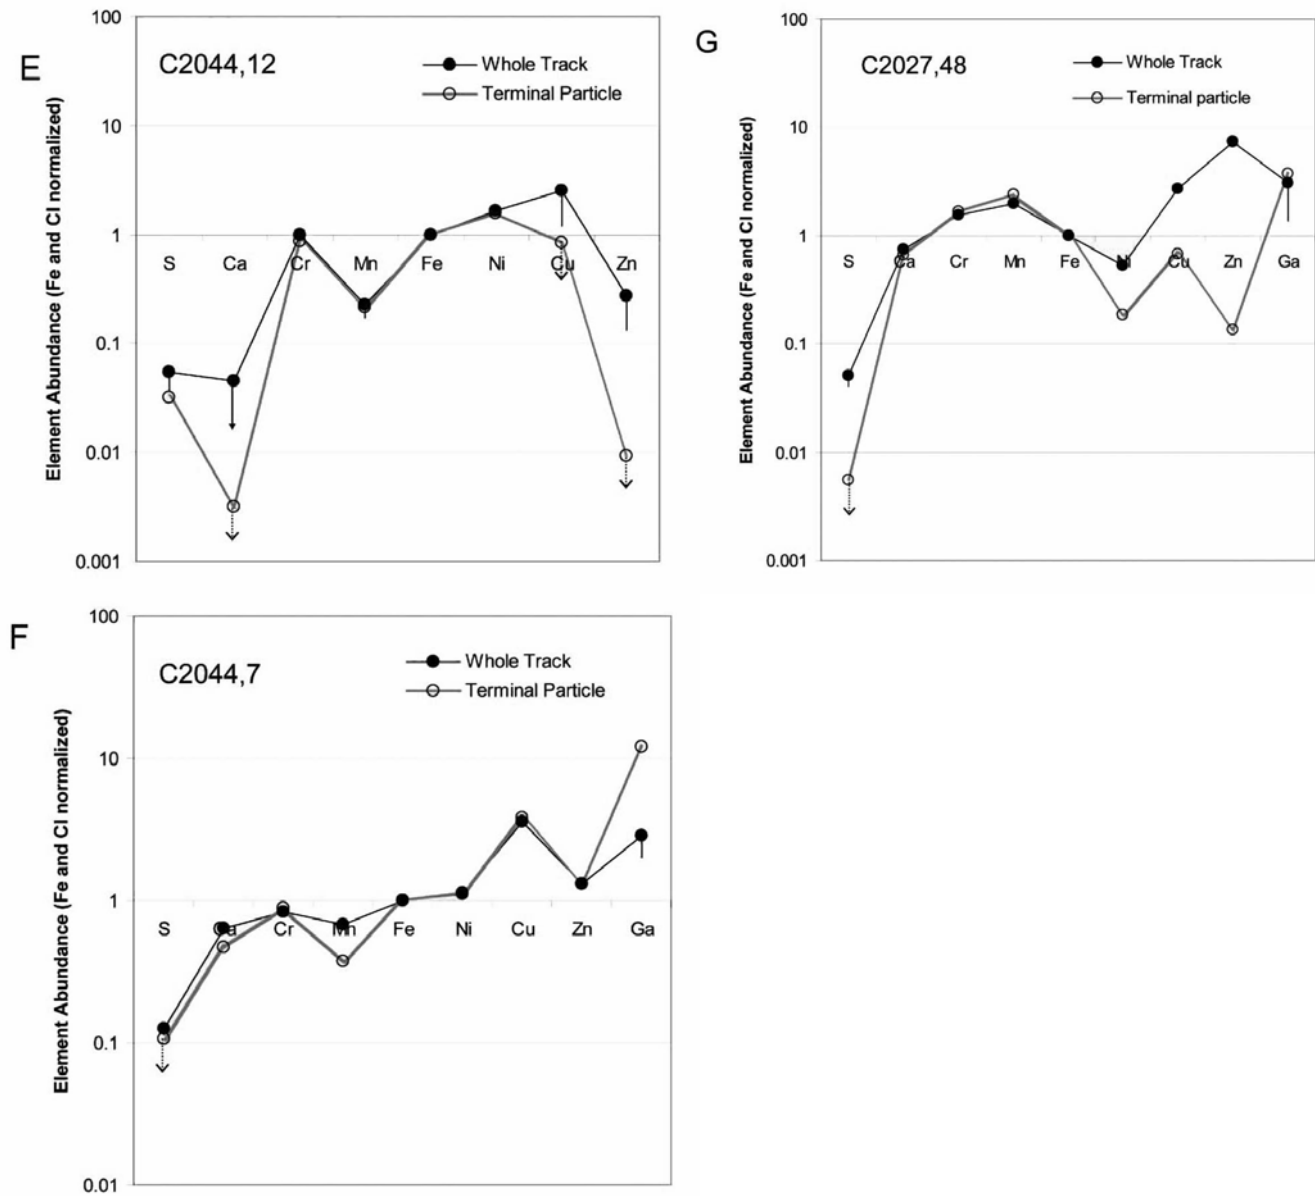 E
C2044,12
Whole Track
Terminal Particle
Element Abundance (Fe and CI normalized)
100
10
1
0.1
0.01
0.001
S Ca Cr Mn Fe Ni Cu Zn
G
C2027,48
Whole Track
Terminal particle
Element Abundance (Fe and CI normalized)
100
10
1
0.1
0.01
0.001
S Ca Cr Mn Fe Ni Cu Zn Ga
F
C2044,7
Whole Track
Terminal Particle
Element Abundance (Fe and CI normalized)
100
10
1
0.1
0.01
S Ca Cr Mn Fe Ni Cu Zn Ga